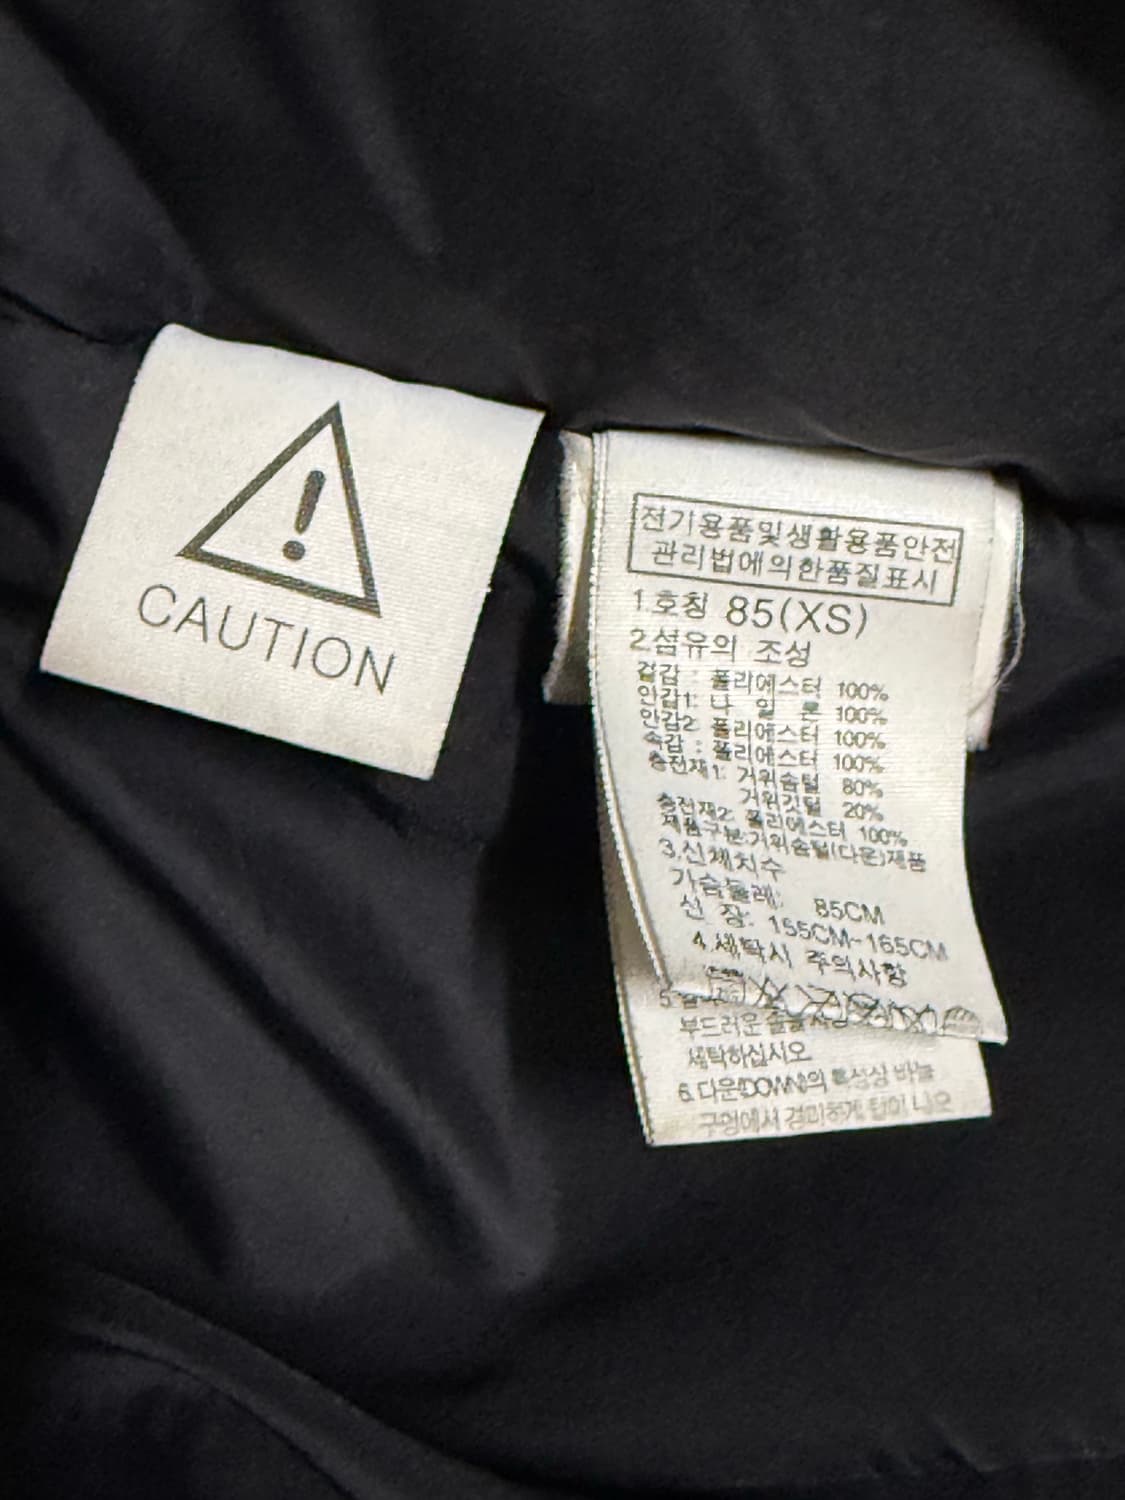 CAUTION
전기용품및생활용품안전
관리법에의한품질표시
1.호칭 85(XS)
2.섬유의 조성
겉감 : 폴리에스터 100%
안감1: 나 일 론 100%
안감2: 폴리에스터 100%
속감 : 폴리에스터 100%
충전재1: 거위솜털 80%
거위깃털 20%
충전재2: 폴리에스터 100%
제품구분:거위솜털(다운)제품
3.신체치수
가슴둘레: 85CM
신 장: 155CM~165CM
4.세탁시 주의사항
5.
부드러운
세탁하십시오
6.다운(DOWN)의 특성상 바늘
구멍에서 경미하게 털이 나오